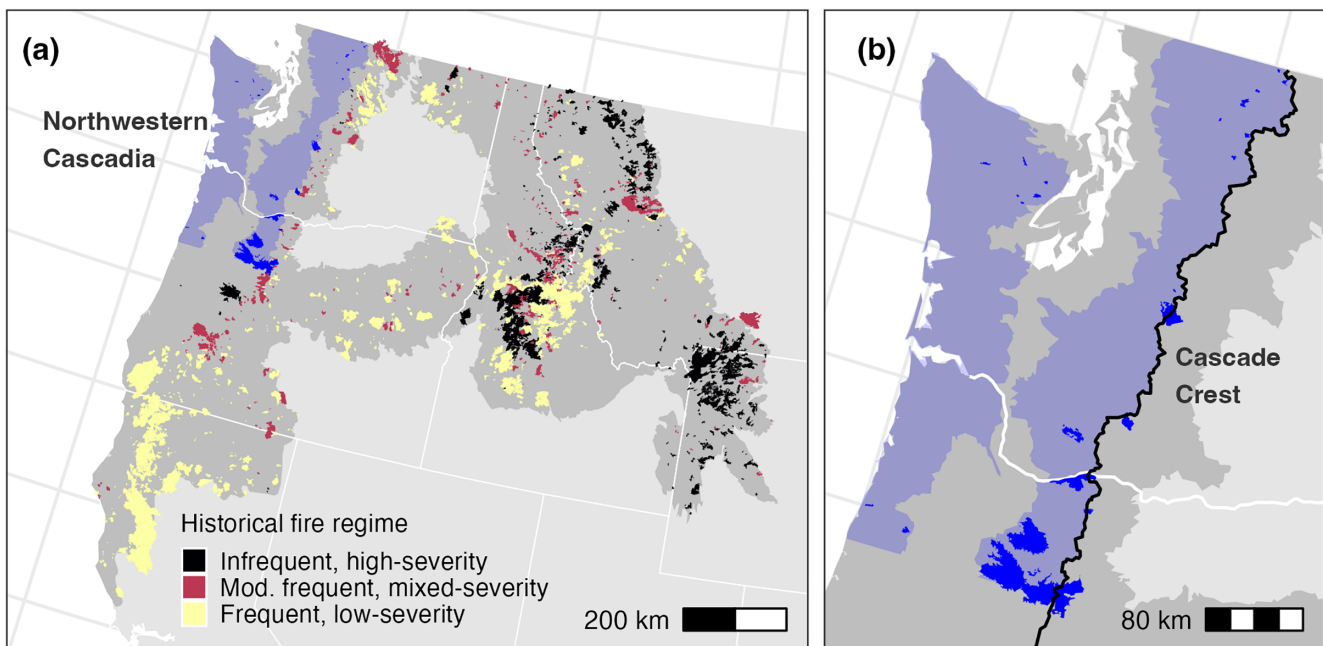 (a)
Northwestern
Cascadia
Historical fire regime
Infrequent, high-severity
Mod. frequent, mixed-severity
Frequent, low-severity
200 km
(b)
Cascade
Crest
80 km